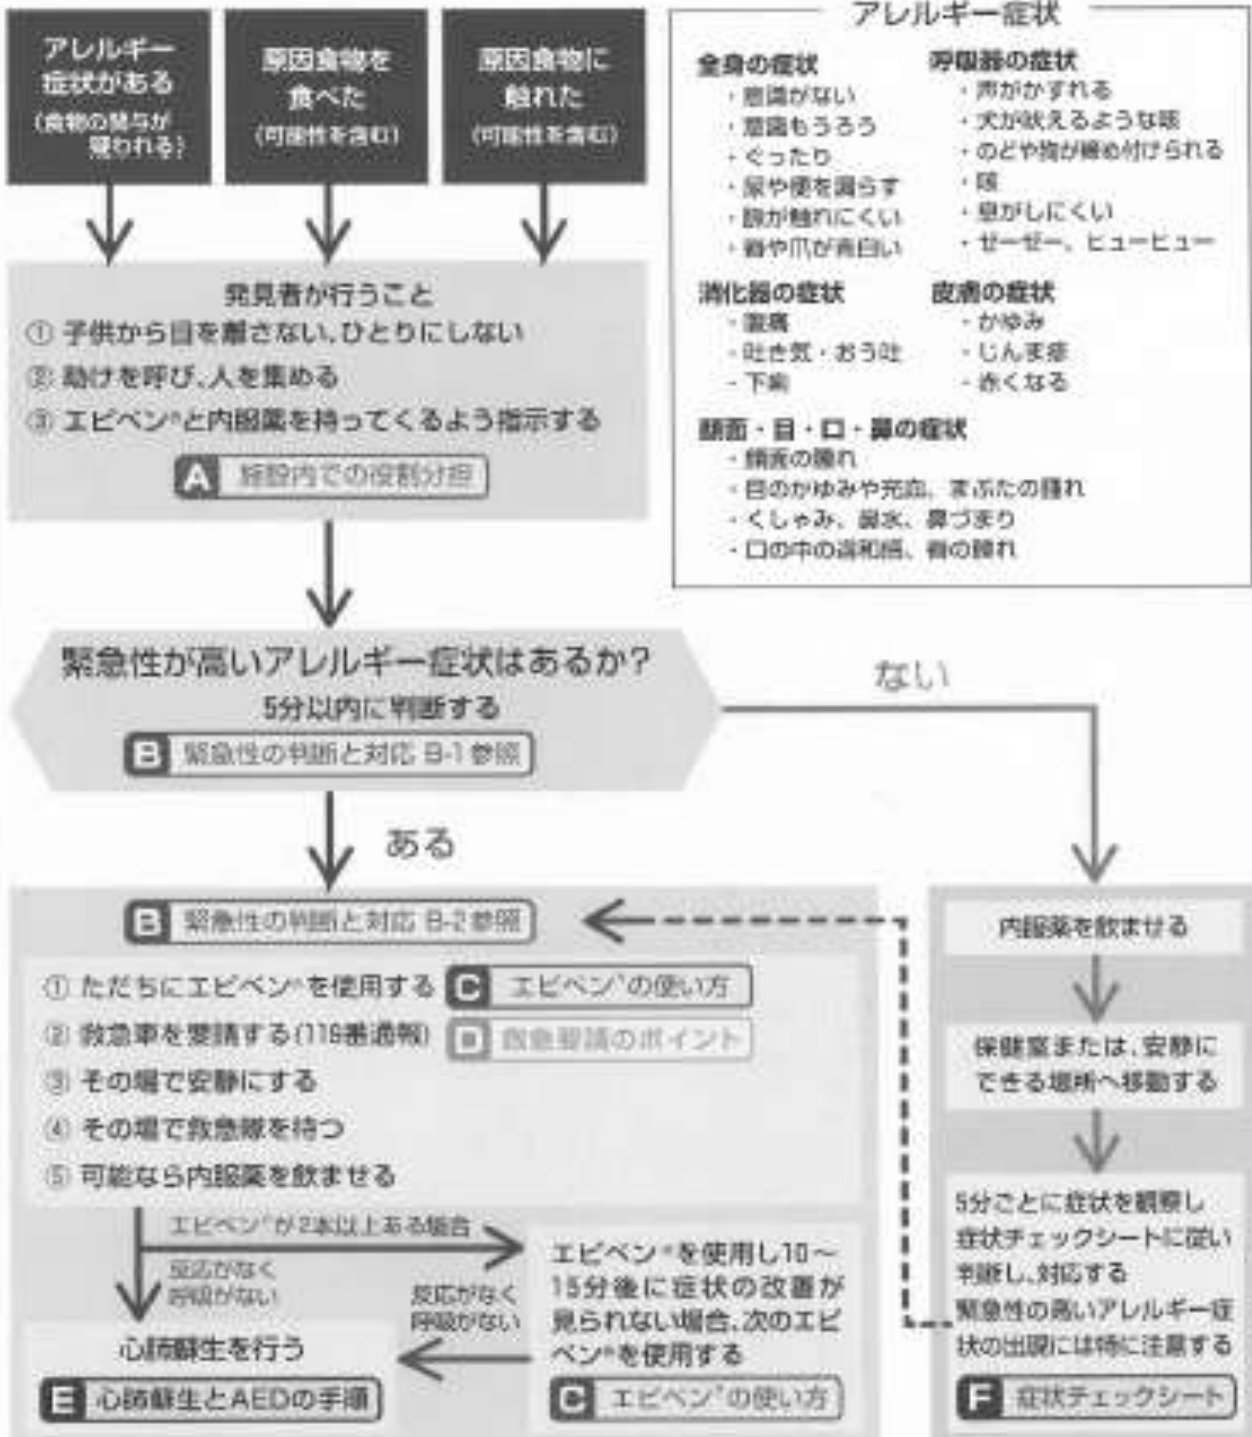 アレルギー
症状がある
(食物の関与が
疑われる)
原因食物を
食べた
(可能性を含む)
原因食物に
触れた
(可能性を含む)
アレルギー症状
全身の症状
・意識がない
・意識もうろう
・ぐったり
・尿や便を漏らす
・脈が触れにくい
・唇や爪が青白い
呼吸器の症状
・声がかすれる
・犬が吠えるような咳
・のどや胸が締め付けられる
・咳
・息がしにくい
・ゼーゼー、ヒューヒュー
消化器の症状
・腹痛
・吐き気・おう吐
・下痢
皮膚の症状
・かゆみ
・じんま疹
・赤くなる
顔面・目・口・鼻の症状
・顔面の腫れ
・目のかゆみや充血、まぶたの腫れ
・くしゃみ、鼻水、鼻づまり
・口の中の違和感、唇の腫れ
発見者が行うこと
① 子供から目を離さない、ひとりにしない
② 助けを呼び、人を集める
③ エピペン®と内服薬を持ってくるよう指示する
A 施設内での役割分担
緊急性が高いアレルギー症状はあるか?
5分以内に判断する
B 緊急性の判断と対応 B-1参照
ない
ある
B 緊急性の判断と対応 B-2参照
① ただちにエピペン®を使用する
C エピペン®の使い方
② 救急車を要請する(119番通報)
D 救急要請のポイント
③ その場で安静にする
④ その場で救急隊を待つ
⑤ 可能なら内服薬を飲ませる
エピペン®が2本以上ある場合
反応がなく
呼吸がない
反応がなく
呼吸がない
エピペン®を使用し10～
15分後に症状の改善が
見られない場合、次のエピ
ペン®を使用する
C エピペン®の使い方
心肺蘇生を行う
E 心肺蘇生とAEDの手順
内服薬を飲ませる
保健室または、安静に
できる場所へ移動する
5分ごとに症状を観察し
症状チェックシートに従い
判断し、対応する
緊急性の高いアレルギー症
状の出現には特に注意する
F 症状チェックシート